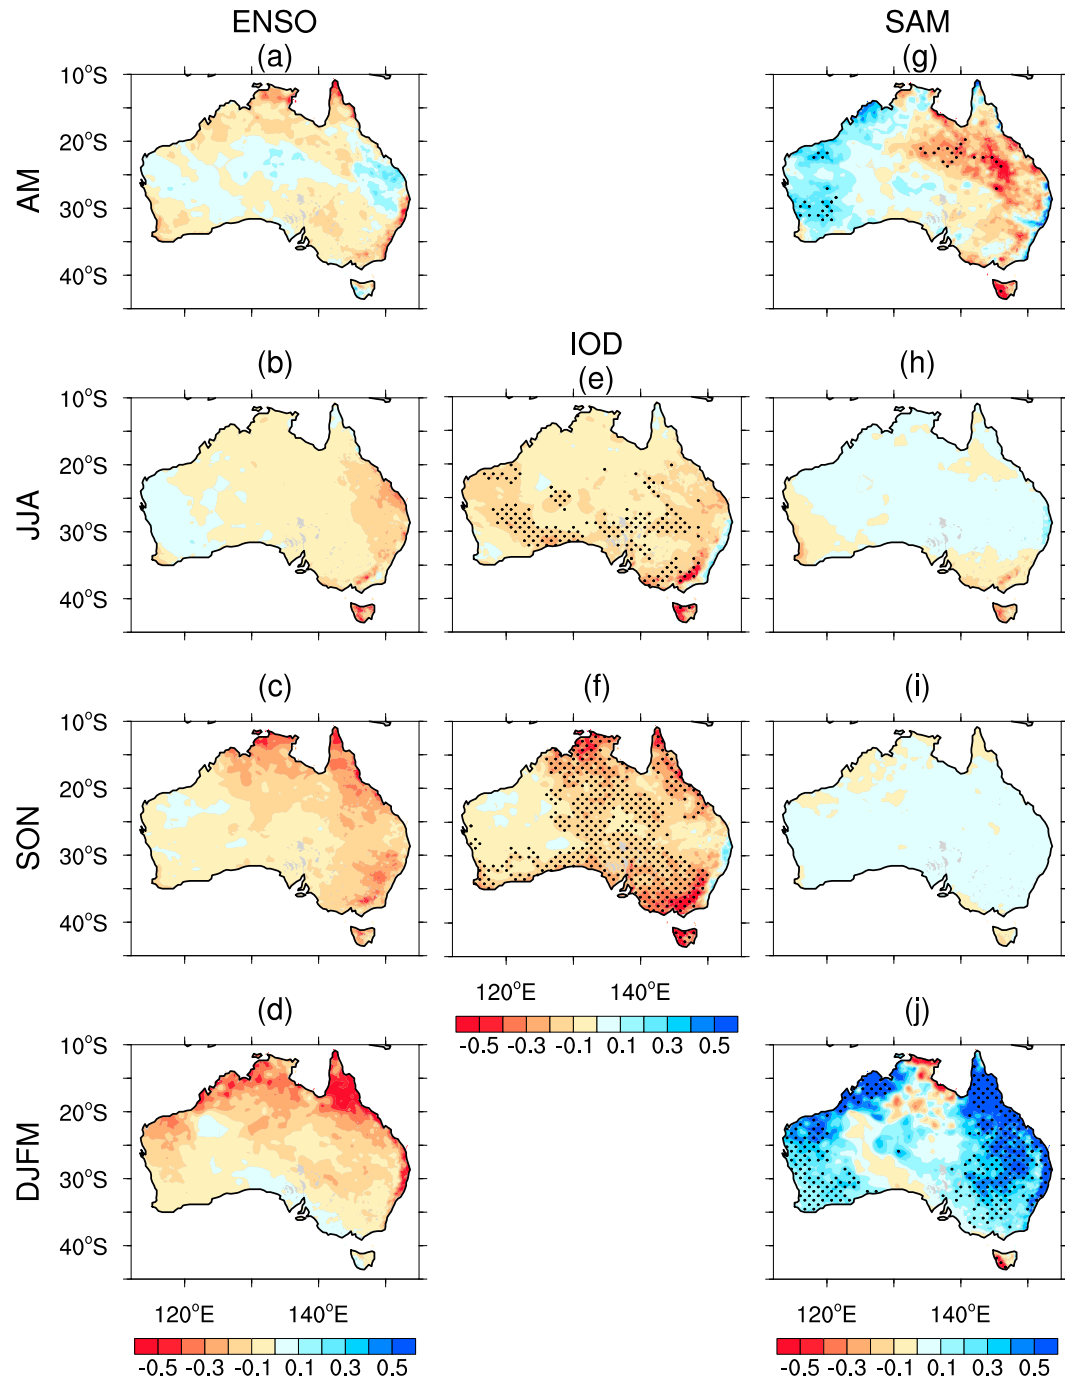 ENSO SAM
(a) (g)
10°S
20°S
30°S
40°S
AM
IOD
(b) (e) (h)
10°S
20°S
30°S
40°S
JJA
(c) (f) (i)
10°S
20°S
30°S
40°S
SON
120°E 140°E
-0.5 -0.3 -0.1 0.1 0.3 0.5
(d) (j)
10°S
20°S
30°S
40°S
DJFM
120°E 140°E 120°E 140°E
-0.5 -0.3 -0.1 0.1 0.3 0.5 -0.5 -0.3 -0.1 0.1 0.3 0.5